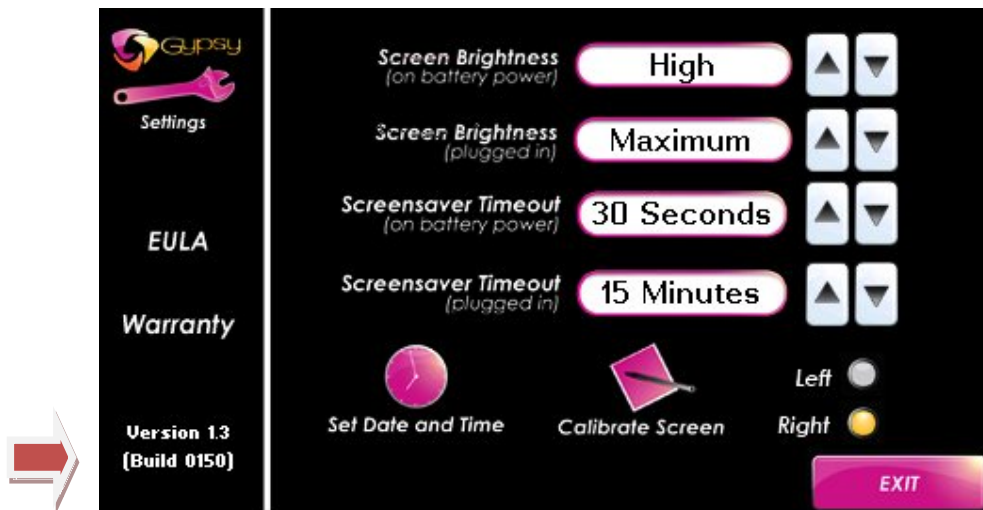 Gypsy
Settings
EULA
Warranty
Version 1.3
(Build 0150)
Screen Brightness
(on battery power)
High
Screen Brightness
(plugged in)
Maximum
Screensaver Timeout
(on battery power)
30 Seconds
Screensaver Timeout
(plugged in)
15 Minutes
Set Date and Time
Calibrate Screen
Left
Right
EXIT